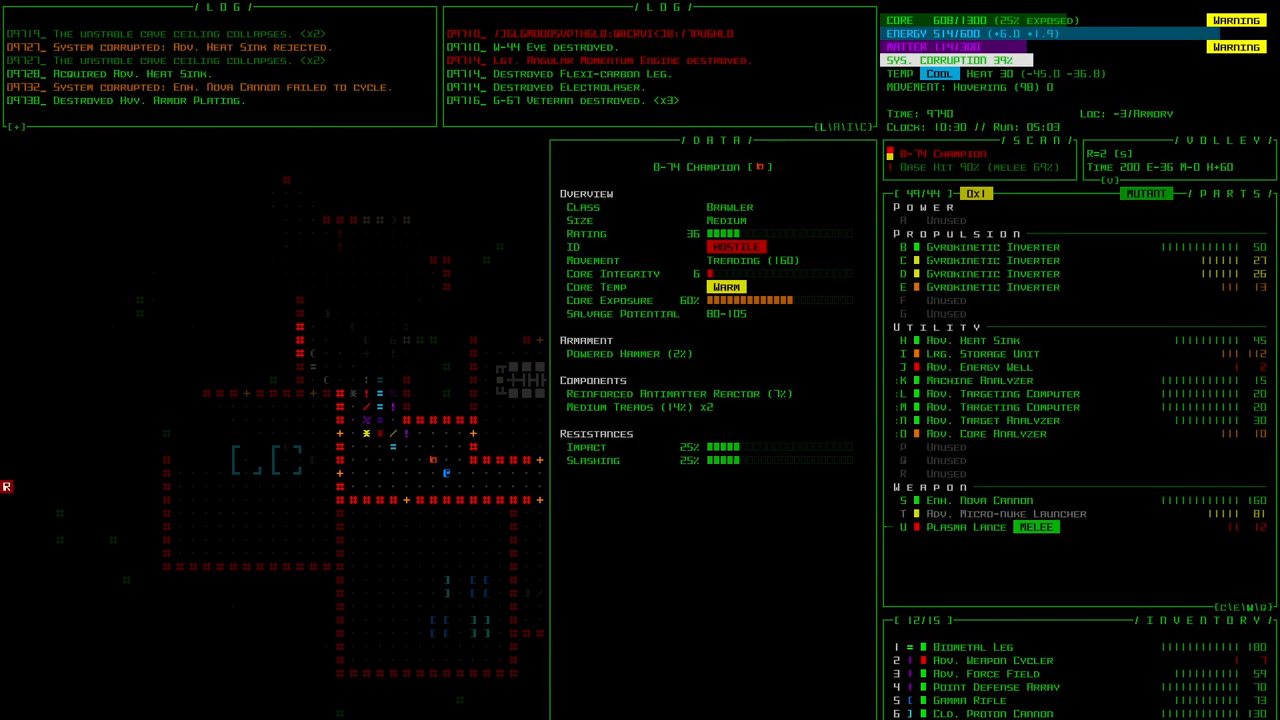 / L O G /
09719_ The unstable cave ceiling collapses. <x2>
09727_ System corrupted: Adv. Heat Sink rejected.
09727_ The unstable cave ceiling collapses. <x2>
09728_ Acquired Adv. Heat Sink.
09732_ System corrupted: Enh. Nova Cannon failed to cycle.
09738_ Destroyed Hvy. Armor Plating.
[+]
/ L O G /
09710_ W-44 Eye destroyed.
09714_ Lgt. Angular Momentum Engine destroyed.
09714_ Destroyed Flexi-carbon Leg.
09714_ Destroyed Electrolaser.
09716_ G-67 Veteran destroyed. <x3>
(L\A\I\C)
CORE 608/1300 (25% exposed) Warning
ENERGY 514/600 (+6.0 +1.9)
MATTER 114/300 Warning
SYS. CORRUPTION 39%
TEMP Cool Heat 30 (-45.0 -36.8)
MOVEMENT: Hovering (98) 0
Time: 9740 Loc: -3/Armory
Clock: 10:30 // Run: 05:03
/ S C A N /
B-74 Champion
Base Hit 90% (melee 69%)
/ V O L L E Y
R=2 [s]
Time 200 E-36 M-0 H+60
(v)
/ D A T A /
B-74 Champion
Overview
Class Brawler
Size Medium
Rating 36
ID HOSTILE
Movement Treading (160)
Core Integrity 6
Core Temp Warm
Core Exposure 60%
Salvage Potential 80-105
Armament
Powered Hammer (2%)
Components
Reinforced Antimatter Reactor (7%)
Medium Treads (14%) x2
Resistances
Impact 25%
Slashing 25%
[ 49/44 ] 0x1 MUTANT / P A R T S /
P o w e r
R Unused
P r o p u l s i o n
B Gyrokinetic Inverter 50
C Gyrokinetic Inverter 27
D Gyrokinetic Inverter 26
E Gyrokinetic Inverter 13
F Unused
G Unused
U t i l i t y
H Adv. Heat Sink 45
I Lrg. Storage Unit 112
J Adv. Energy Well 2
:K Machine Analyzer 15
:L Adv. Targeting Computer 20
:M Adv. Targeting Computer 20
:N Adv. Target Analyzer 30
:O Adv. Core Analyzer 10
P Unused
Q Unused
R Unused
W e a p o n
S Enh. Nova Cannon 160
T Adv. Micro-nuke Launcher 81
U Plasma Lance MELEE 12
(C\E\W\Q)
[ 12/15 ] / I N V E N T O R Y /
1 = Biometal Leg 180
2 Adv. Weapon Cycler 7
3 Adv. Force Field 59
4 Point Defense Array 70
5 Gamma Rifle 73
6 Cld. Proton Cannon 130
R